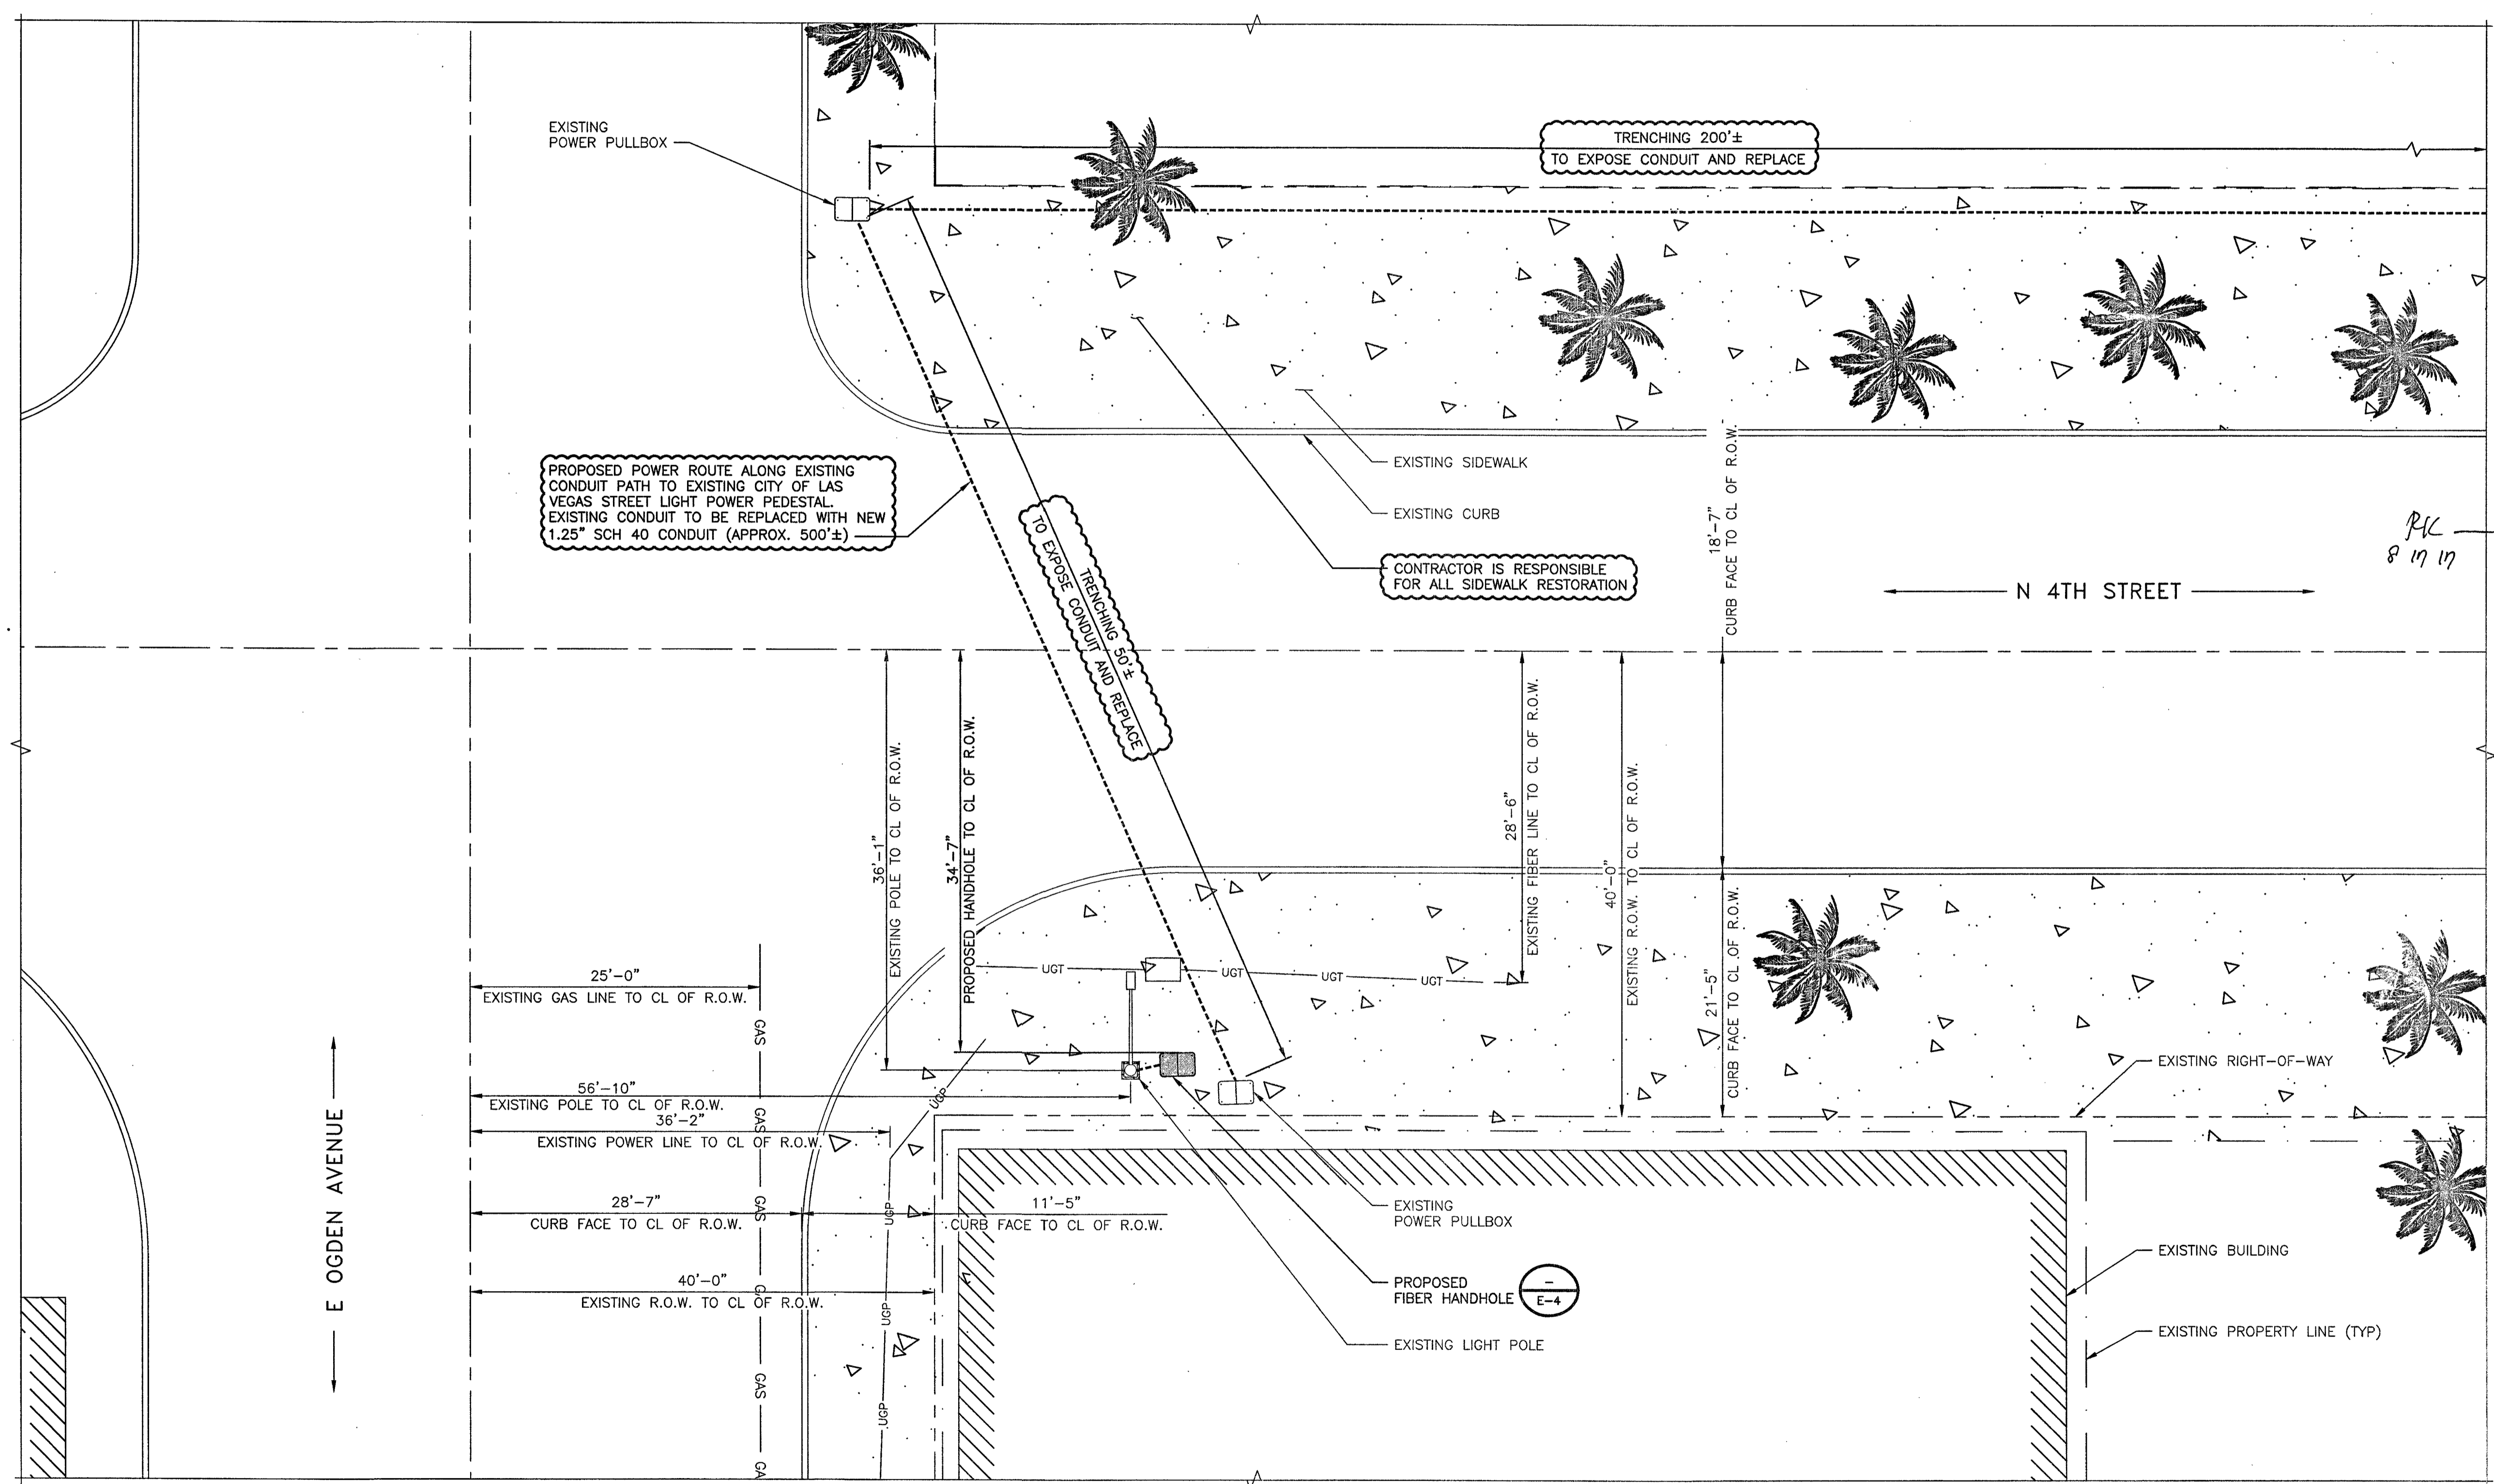 EXISTING
POWER PULLBOX
TRENCHING 200'±
TO EXPOSE CONDUIT AND REPLACE
PROPOSED POWER ROUTE ALONG EXISTING
CONDUIT PATH TO EXISTING CITY OF LAS
VEGAS STREET LIGHT POWER PEDESTAL.
EXISTING CONDUIT TO BE REPLACED WITH NEW
1.25" SCH 40 CONDUIT (APPROX. 500'±)
TRENCHING 50'±
TO EXPOSE CONDUIT AND REPLACE
EXISTING SIDEWALK
EXISTING CURB
CONTRACTOR IS RESPONSIBLE
FOR ALL SIDEWALK RESTORATION
18'-7"
CURB FACE TO CL OF R.O.W.
N 4TH STREET
36'-1"
EXISTING POLE TO CL OF R.O.W.
34'-7"
PROPOSED HANDHOLE TO CL OF R.O.W.
28'-6"
EXISTING FIBER LINE TO CL OF R.O.W.
40'-0"
EXISTING R.O.W. TO CL OF R.O.W.
21'-5"
CURB FACE TO CL OF R.O.W.
25'-0"
EXISTING GAS LINE TO CL OF R.O.W.
UGT
UGT
UGT
UGT
GAS
56'-10"
EXISTING POLE TO CL OF R.O.W.
36'-2"
EXISTING POWER LINE TO CL OF R.O.W.
UGP
GAS
28'-7"
CURB FACE TO CL OF R.O.W.
GAS
UGP
11'-5"
CURB FACE TO CL OF R.O.W.
40'-0"
EXISTING R.O.W. TO CL OF R.O.W.
GAS
UGP
GAS
UGP
GA
E OGDEN AVENUE
EXISTING RIGHT-OF-WAY
EXISTING
POWER PULLBOX
PROPOSED
FIBER HANDHOLE
-
E-4
EXISTING LIGHT POLE
EXISTING BUILDING
EXISTING PROPERTY LINE (TYP)